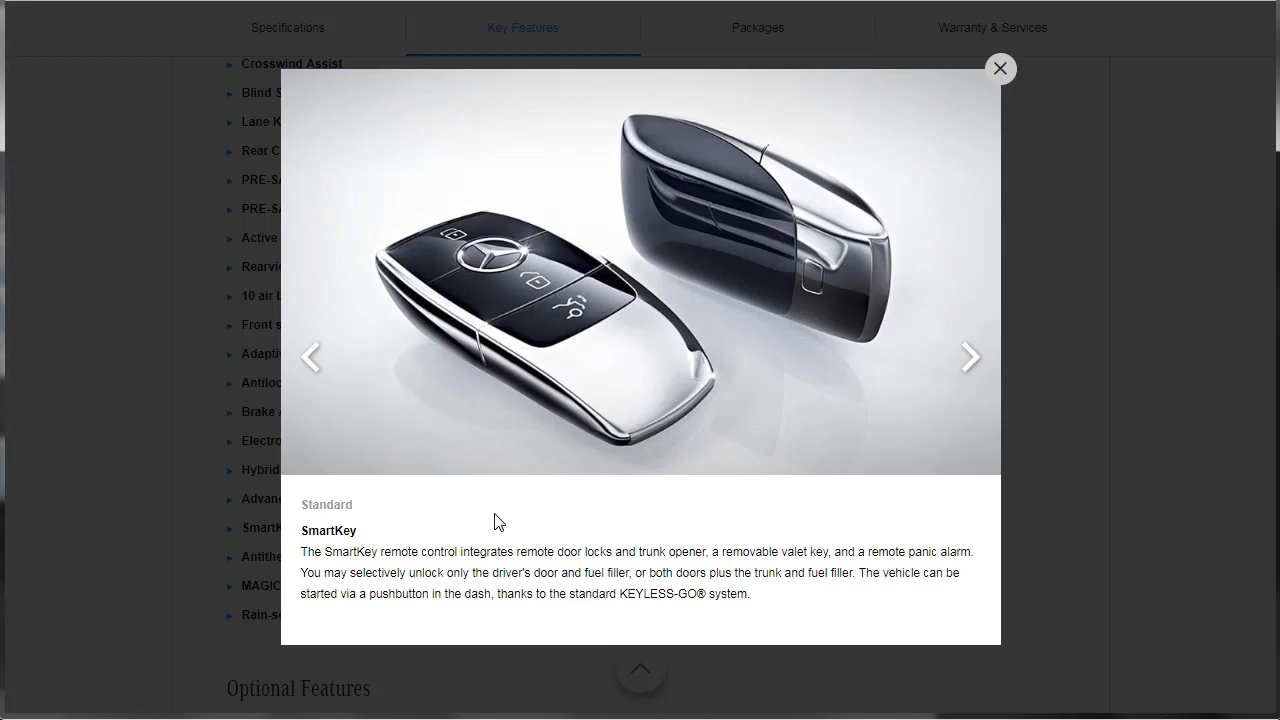 Specifications
Key Features
Packages
Warranty & Services
Crosswind Assist
Blind S
Lane K
Rear C
PRE-SA
PRE-SA
Active
Rearvie
10 air b
Front s
Adapti
Antiloc
Brake A
Electro
Hybrid
Advan
SmartK
Antithe
MAGIC
Rain-se
Standard
SmartKey
The SmartKey remote control integrates remote door locks and trunk opener, a removable valet key, and a remote panic alarm.
You may selectively unlock only the driver's door and fuel filler, or both doors plus the trunk and fuel filler. The vehicle can be
started via a pushbutton in the dash, thanks to the standard KEYLESS-GO® system.
Optional Features